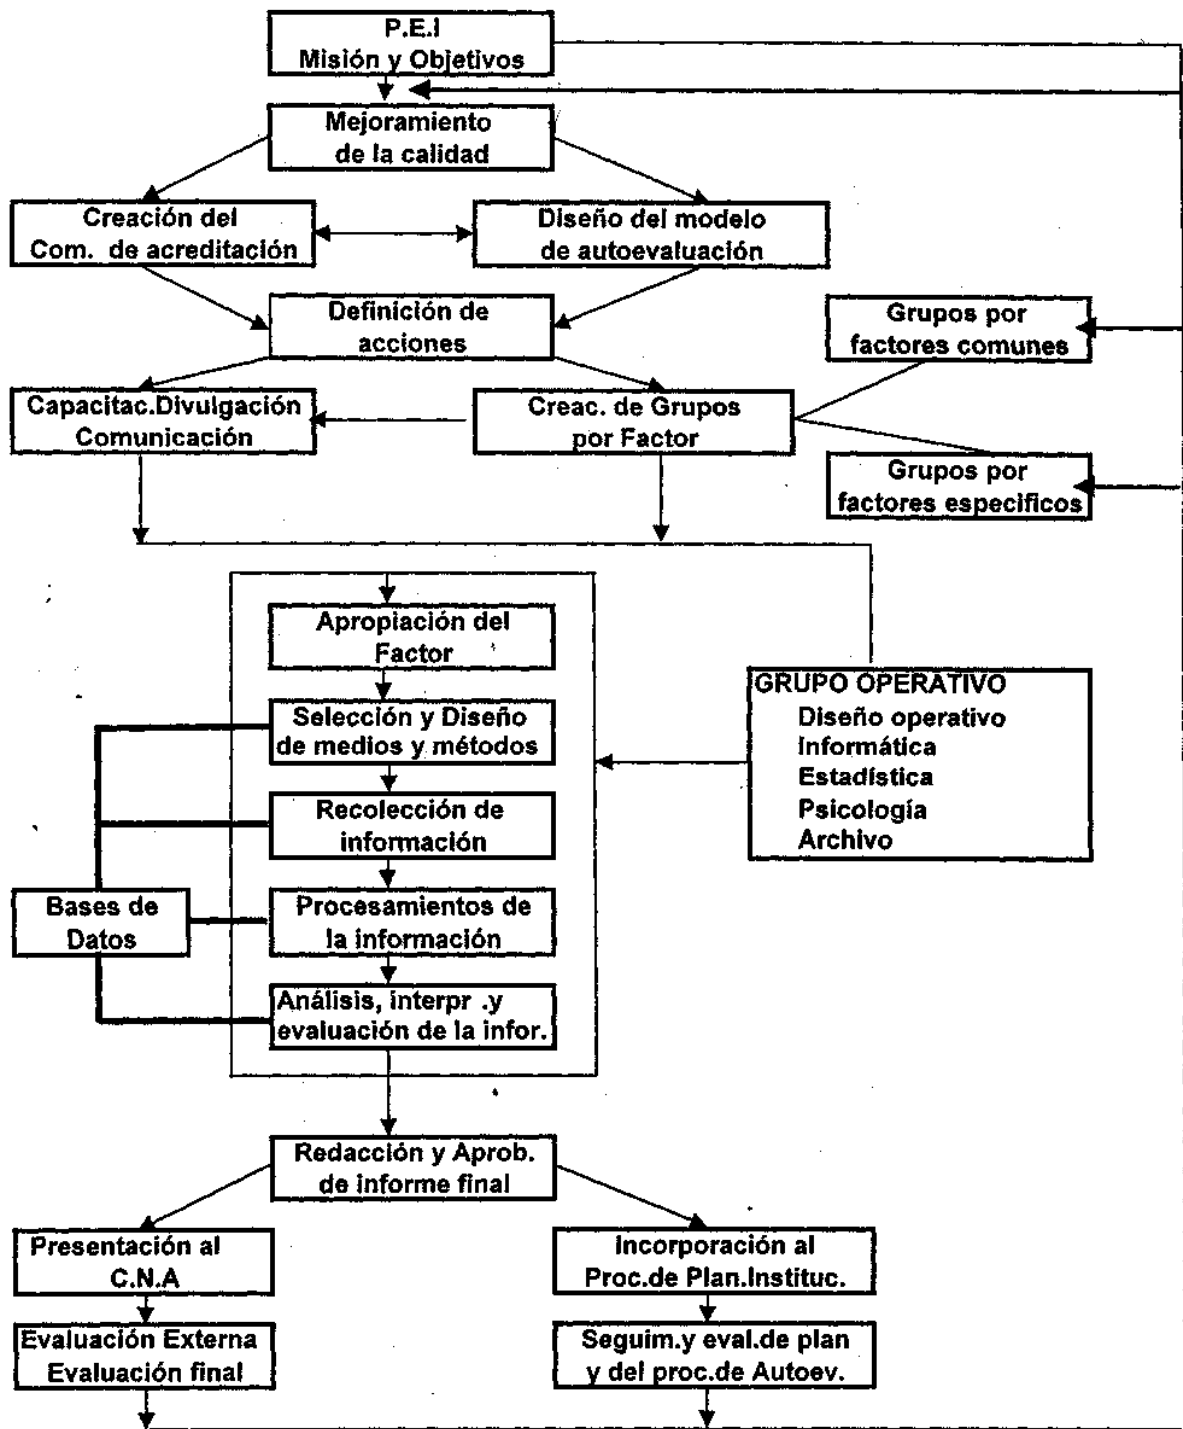 P.E.I
Misión y Objetivos
Mejoramiento
de la calidad
Creación del
Com. de acreditación
Diseño del modelo
de autoevaluación
Definición de
acciones
Grupos por
factores comunes
Capacitac.Divulgación
Comunicación
Creac. de Grupos
por Factor
Grupos por
factores especificos
Apropiación del
Factor
Selección y Diseño
de medios y métodos
GRUPO OPERATIVO
Diseño operativo
Informática
Estadística
Psicología
Archivo
Recolección de
información
Bases de
Datos
Procesamientos de
la información
Análisis, interpr .y
evaluación de la infor.
Redacción y Aprob.
de informe final
Presentación al
C.N.A
Incorporación al
Proc.de Plan.Instituc.
Evaluación Externa
Evaluación final
Seguim.y eval.de plan
y del proc.de Autoev.